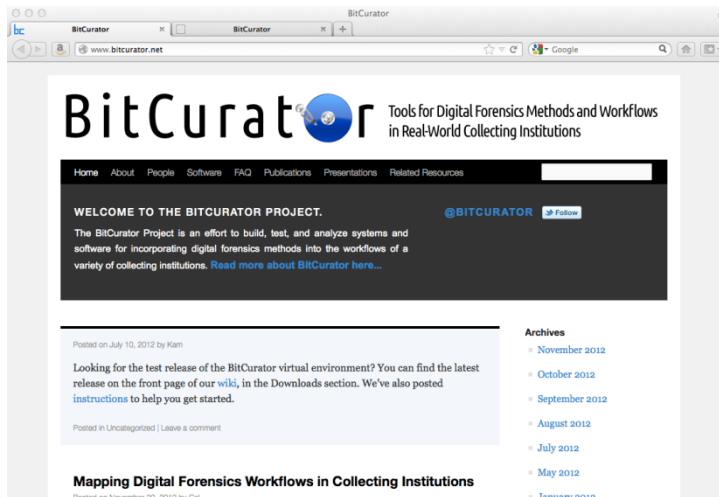 BitCurator
bc
BitCurator
BitCurator
www.bitcurator.net
Google
BitCurator
Tools for Digital Forensics Methods and Workflows
in Real-World Collecting Institutions
Home About People Software FAQ Publications Presentations Related Resources
WELCOME TO THE BITCURATOR PROJECT.
@BITCURATOR Follow
The BitCurator Project is an effort to build, test, and analyze systems and
software for incorporating digital forensics methods into the workflows of a
variety of collecting institutions. Read more about BitCurator here...
Posted on July 10, 2012 by Kam
Looking for the test release of the BitCurator virtual environment? You can find the latest
release on the front page of our wiki, in the Downloads section. We've also posted
instructions to help you get started.
Posted in Uncategorized | Leave a comment
Mapping Digital Forensics Workflows in Collecting Institutions
Archives
November 2012
October 2012
September 2012
August 2012
July 2012
May 2012
January 2012